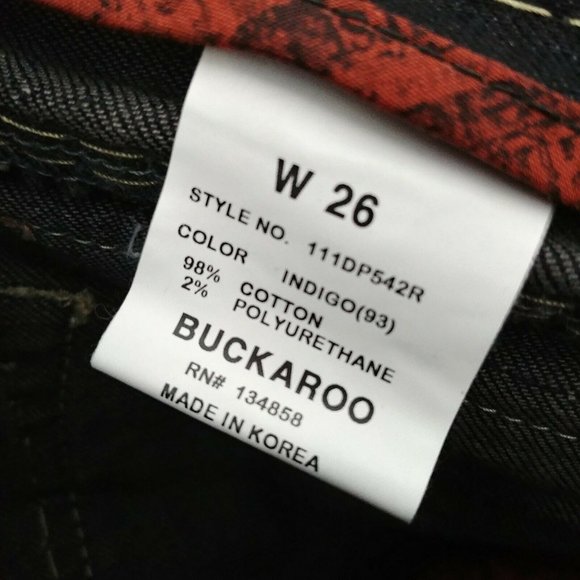 W 26
STYLE NO. 111DP542R
COLOR INDIGO(93)
98% COTTON
2% POLYURETHANE
BUCKAROO
RN# 134858
MADE IN KOREA